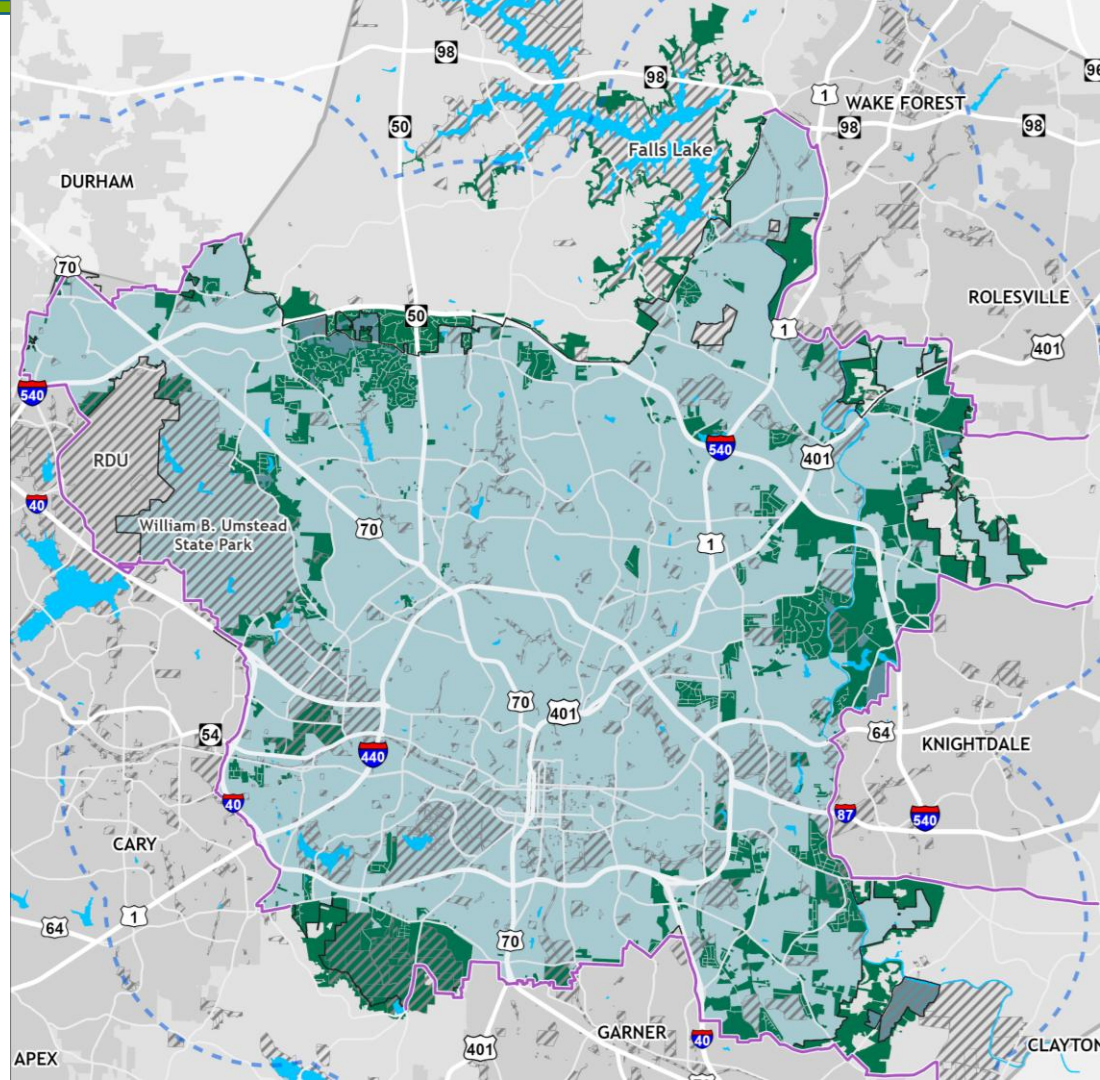 98
98
96
1
WAKE FOREST
50
98
98
Falls Lake
DURHAM
70
ROLESVILLE
50
1
401
540
540
401
RDU
40
William B. Umstead
State Park
70
1
70
401
54
64
KNIGHTDALE
440
40
87
540
CARY
1
64
70
GARNER
40
401
APEX
CLAYTON